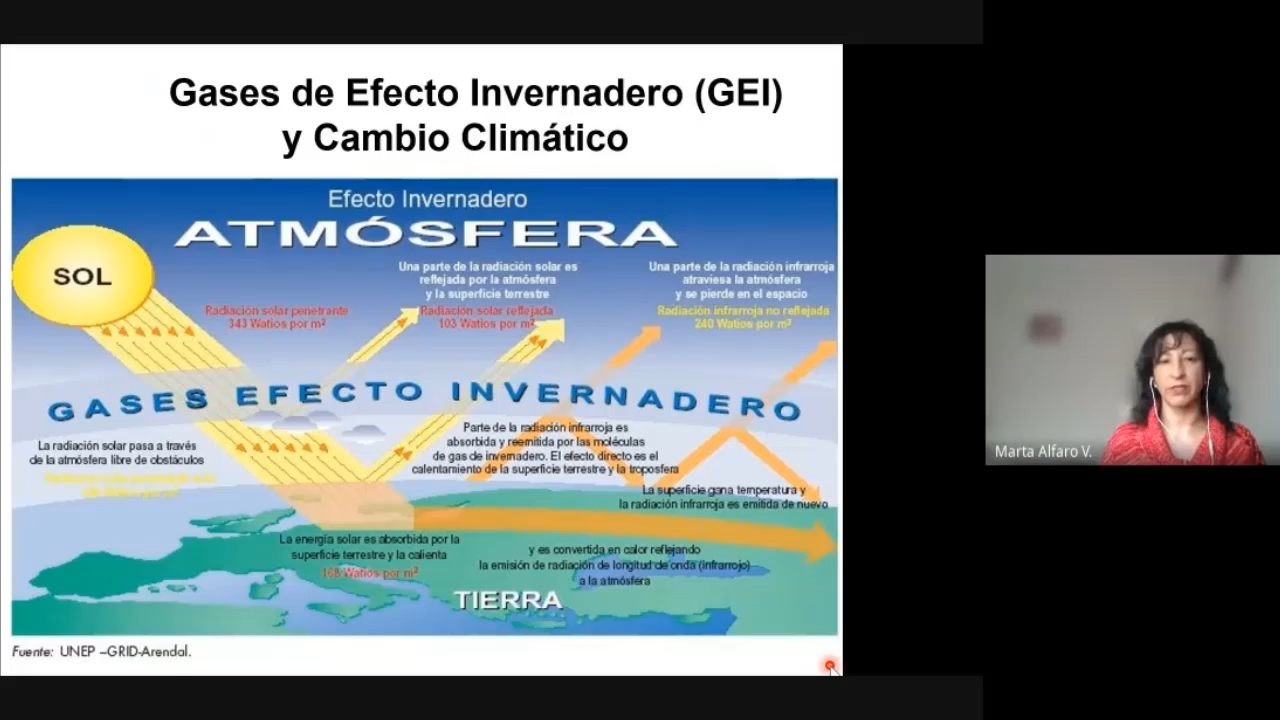 Gases de Efecto Invernadero (GEI)
y Cambio Climático
Efecto Invernadero
ATMÓSFERA
SOL
Una parte de la radiación solar es
reflejada por la atmósfera
y la superficie terrestre
Una parte de la radiación infrarroja
atraviesa la atmósfera
y se pierde en el espacio
Radiación solar penetrante
343 Watios por m²
Radiación solar reflejada
103 Watios por m²
Radiación infrarroja no reflejada
240 Watios por m²
GASES EFECTO INVERNADERO
La radiación solar pasa a través
de la atmósfera libre de obstáculos
Parte de la radiación infrarroja es
absorbida y reemitida por las moléculas
de gas de invernadero. El efecto directo es el
calentamiento de la superficie terrestre y la troposfera
La superficie gana temperatura y
la radiación infrarroja es emitida de nuevo
La energía solar es absorbida por la
superficie terrestre y la calienta
168 Watios por m²
y es convertida en calor reflejando
la emisión de radiación de longitud de onda (infrarrojo)
a la atmósfera
TIERRA
Fuente: UNEP –GRID-Arendal.
Marta Alfaro V.